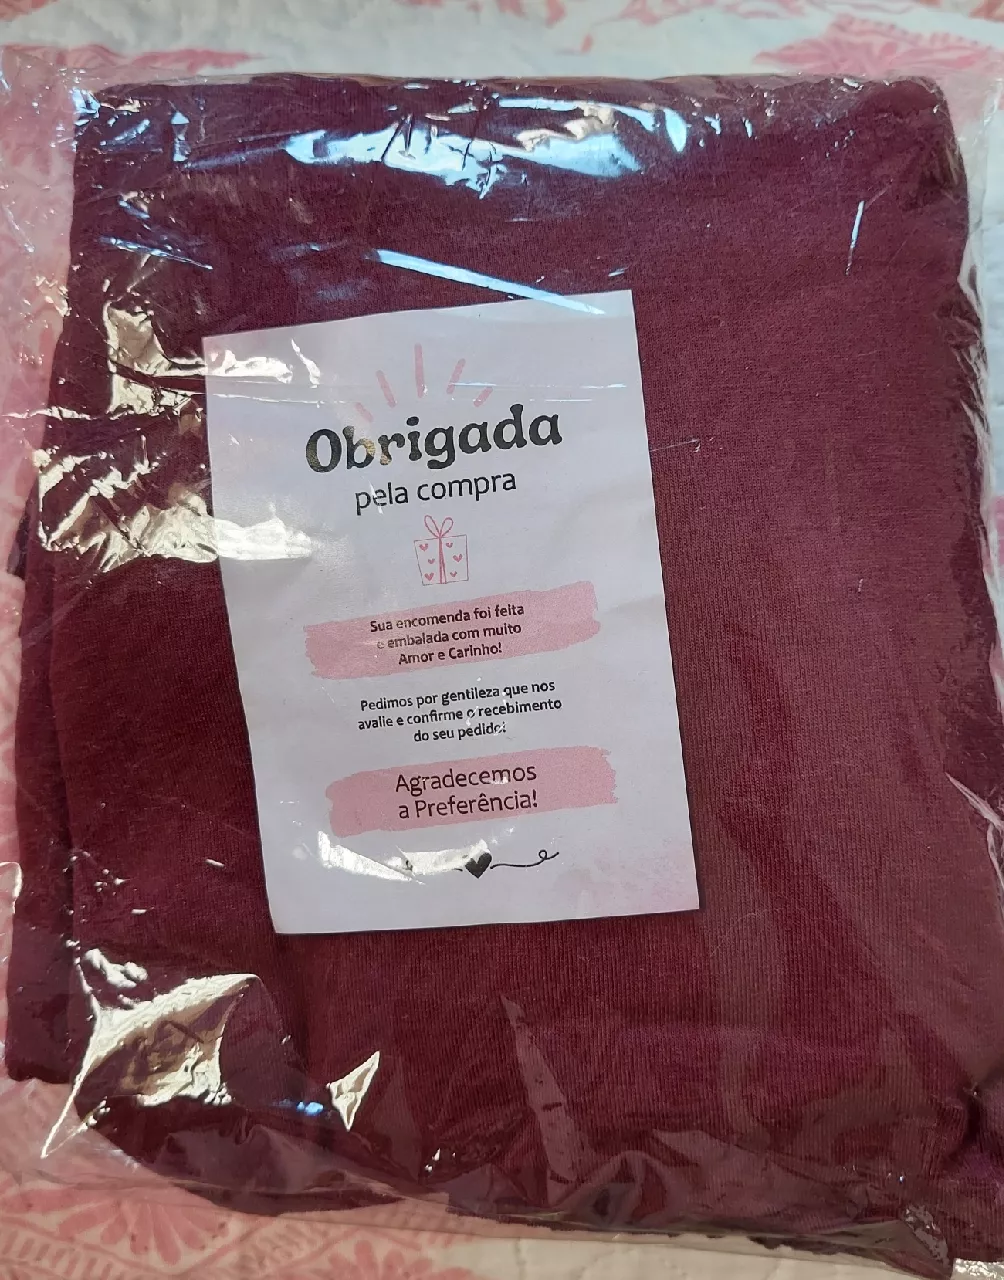 Obrigada
pela compra
Sua encomenda foi feita
e embalada com muito
Amor e Carinho!
Pedimos por gentileza que nos
avalie e confirme o recebimento
do seu pedido!
Agradecemos
a Preferência!